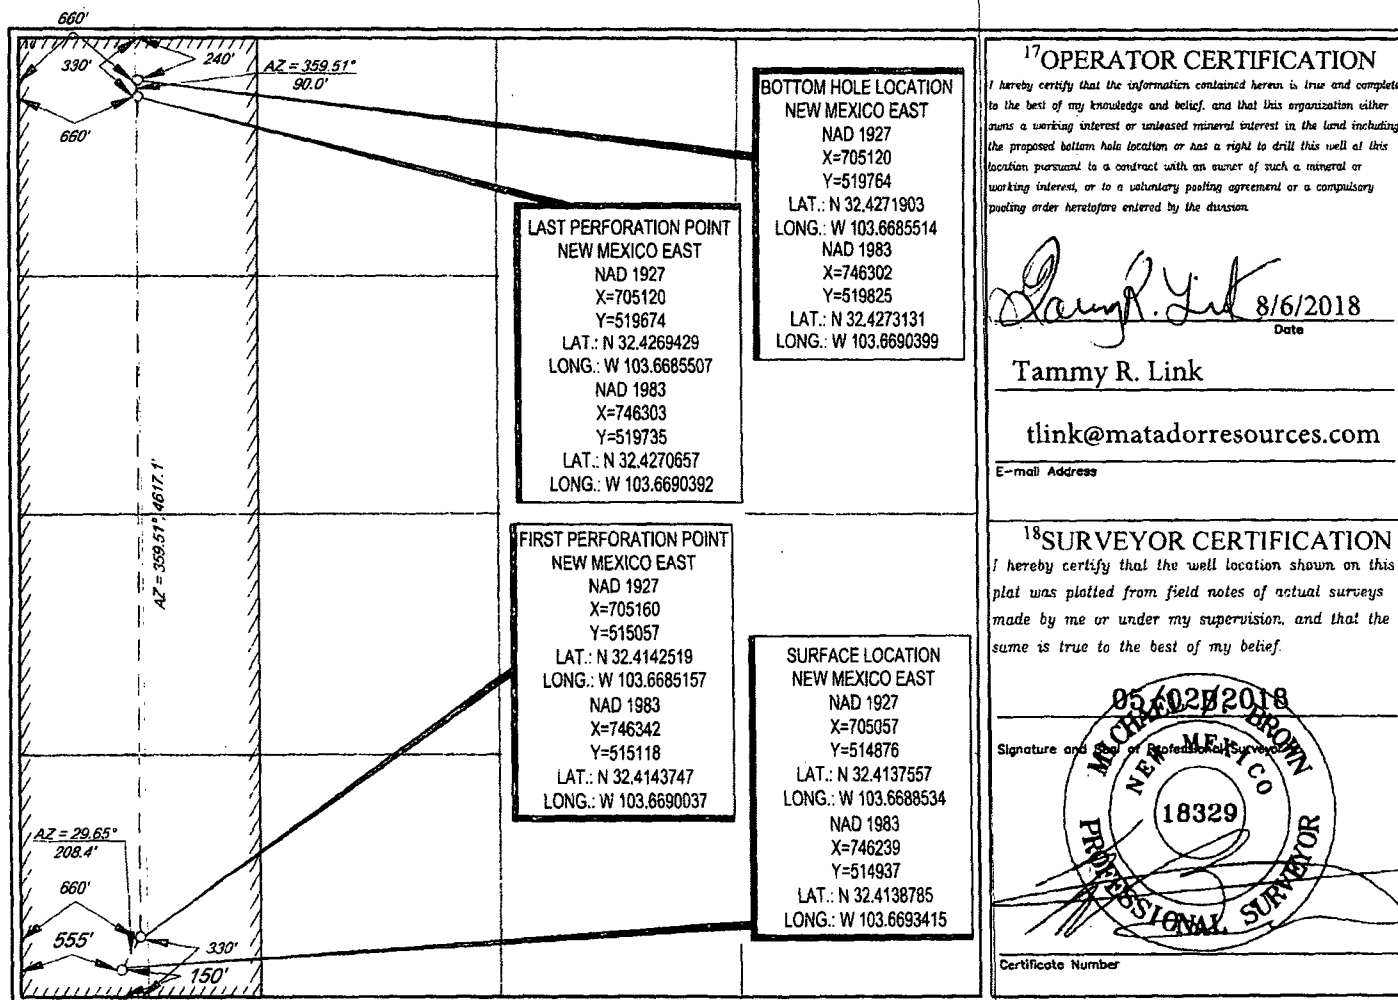 660'
330'
240'
AZ = 359.51°
90.0'
660'
BOTTOM HOLE LOCATION
NEW MEXICO EAST
NAD 1927
X=705120
Y=519764
LAT.: N 32.4271903
LONG.: W 103.6685514
NAD 1983
X=746302
Y=519825
LAT.: N 32.4273131
LONG.: W 103.6690399
LAST PERFORATION POINT
NEW MEXICO EAST
NAD 1927
X=705120
Y=519674
LAT.: N 32.4269429
LONG.: W 103.6685507
NAD 1983
X=746303
Y=519735
LAT.: N 32.4270657
LONG.: W 103.6690392
AZ = 359.51°, 4617.1'
FIRST PERFORATION POINT
NEW MEXICO EAST
NAD 1927
X=705160
Y=515057
LAT.: N 32.4142519
LONG.: W 103.6685157
NAD 1983
X=746342
Y=515118
LAT.: N 32.4143747
LONG.: W 103.6690037
SURFACE LOCATION
NEW MEXICO EAST
NAD 1927
X=705057
Y=514876
LAT.: N 32.4137557
LONG.: W 103.6688534
NAD 1983
X=746239
Y=514937
LAT.: N 32.4138785
LONG.: W 103.6693415
AZ = 29.65°
208.4'
660'
555'
330'
150'
17 OPERATOR CERTIFICATION
I hereby certify that the information contained herein is true and complete
to the best of my knowledge and belief, and that this organization either
owns a working interest or unleased mineral interest in the land including
the proposed bottom hole location or has a right to drill this well at this
location pursuant to a contract with an owner of such a mineral or
working interest, or to a voluntary pooling agreement or a compulsory
pooling order heretofore entered by the division
Tammy R. Link 8/6/2018
Date
Tammy R. Link
tlink@matadorresources.com
E-mail Address
18 SURVEYOR CERTIFICATION
I hereby certify that the well location shown on this
plat was plotted from field notes of actual surveys
made by me or under my supervision, and that the
same is true to the best of my belief.
05/02/2018
Signature and Seal of Professional Surveyor
MICHAEL BROWN
NEW MEXICO
18329
PROFESSIONAL SURVEYOR
Certificate Number